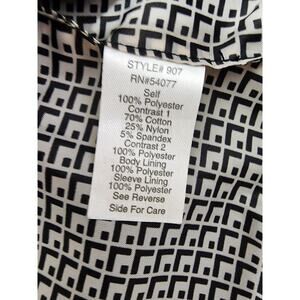 STYLE# 907
RN#54077
Self
100% Polyester
Contrast 1
70% Cotton
25% Nylon
5% Spandex
Contrast 2
100% Polyester
Body Lining
100% Polyester
Sleeve Lining
100% Polyester
See Reverse
Side For Care